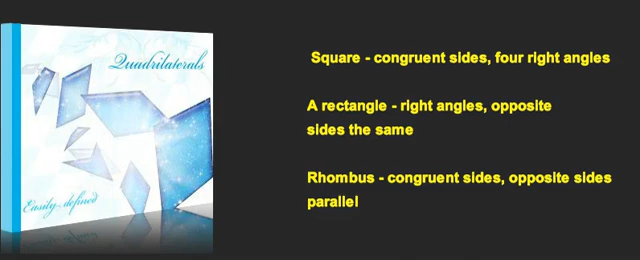 Quadrilaterals
Easily defined
Square - congruent sides, four right angles
A rectangle - right angles, opposite
sides the same
Rhombus - congruent sides, opposite sides
parallel